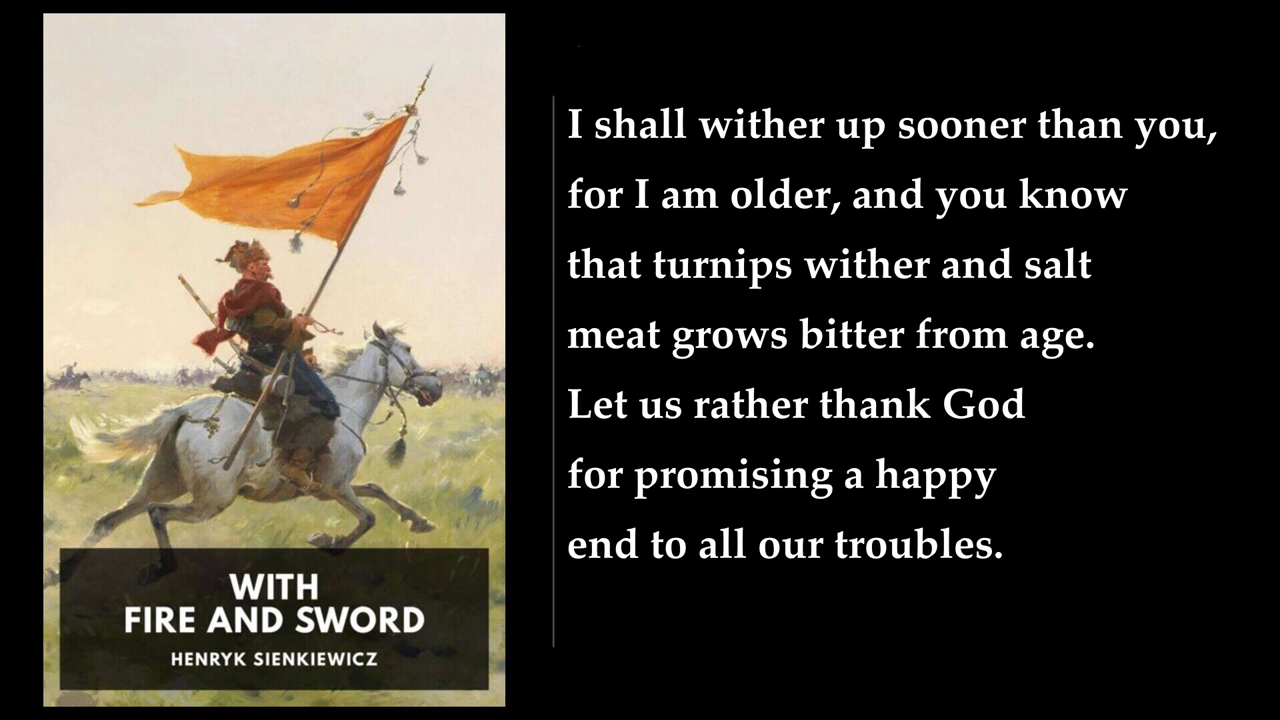 WITH
FIRE AND SWORD
HENRYK SIENKIEWICZ
I shall wither up sooner than you,
for I am older, and you know
that turnips wither and salt
meat grows bitter from age.
Let us rather thank God
for promising a happy
end to all our troubles.